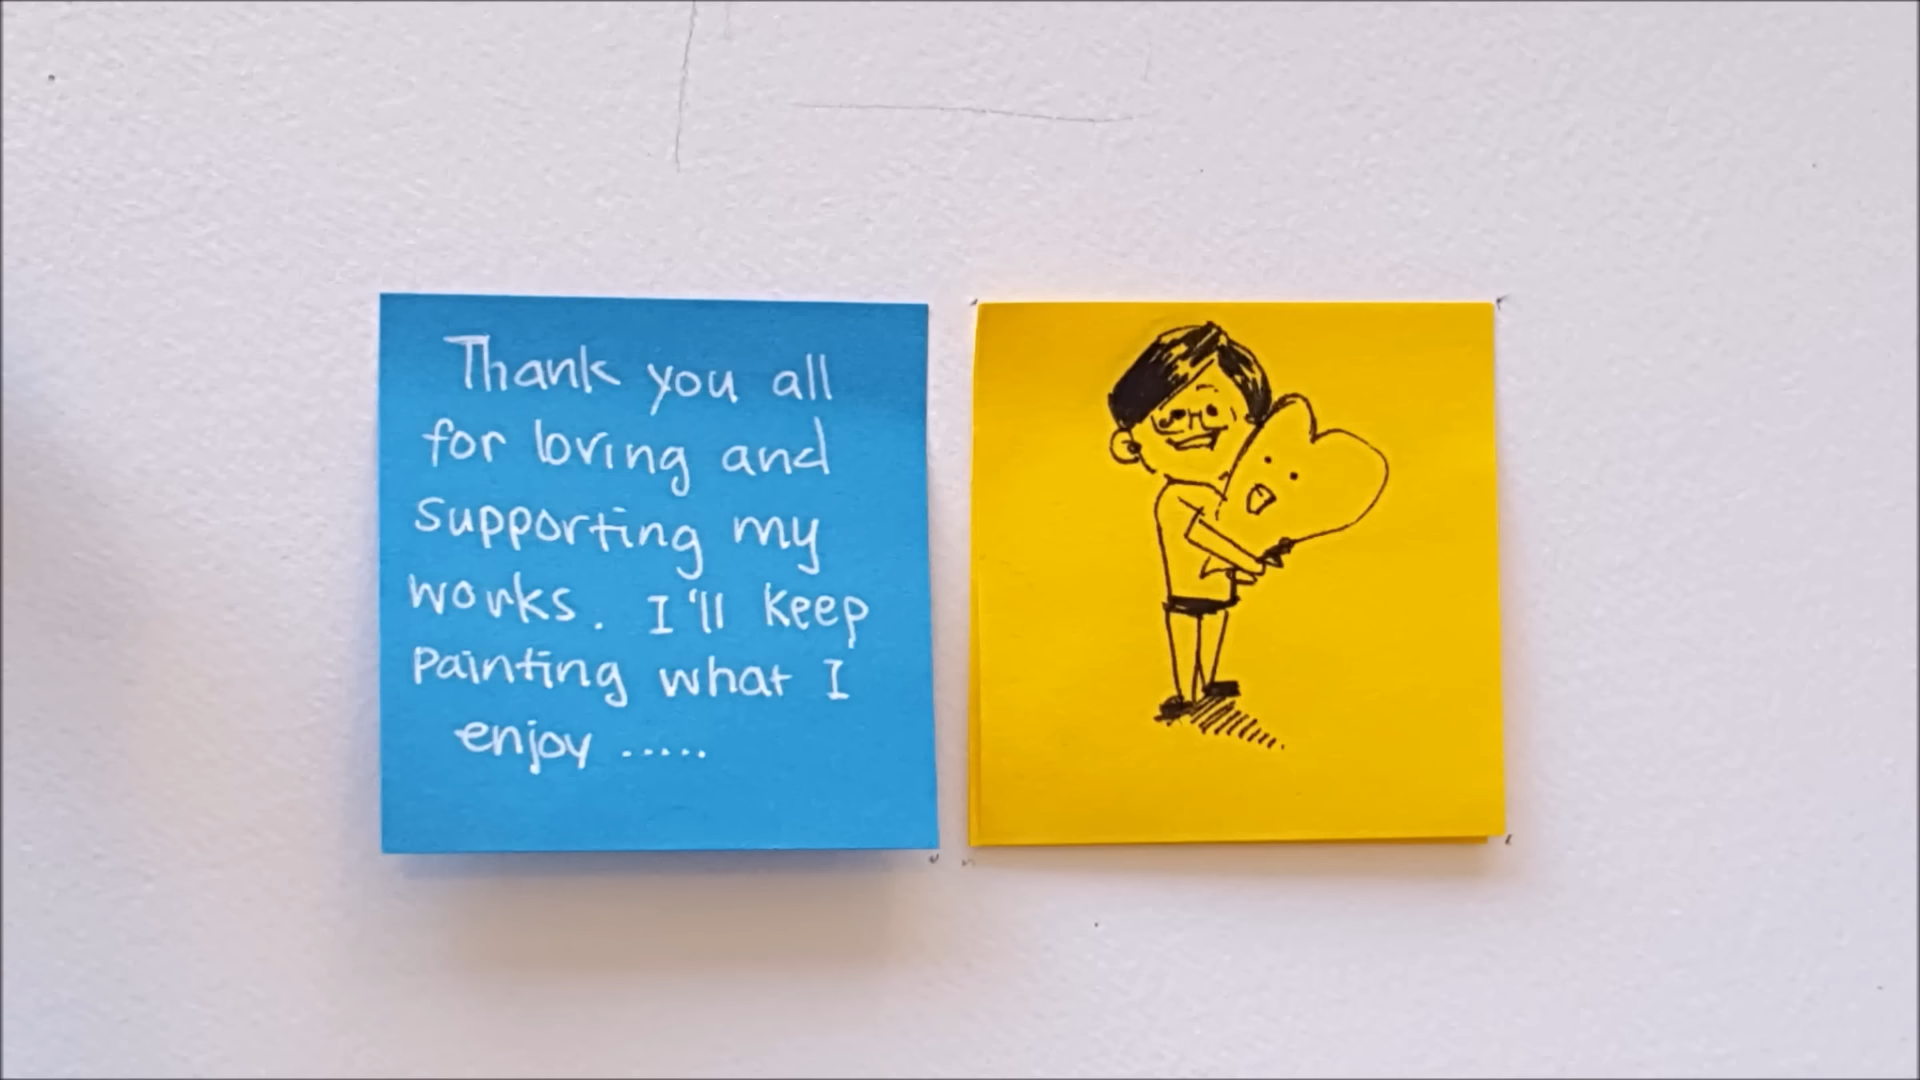 Thank you all
for loving and
supporting my
works. I'll keep
painting what I
enjoy .....